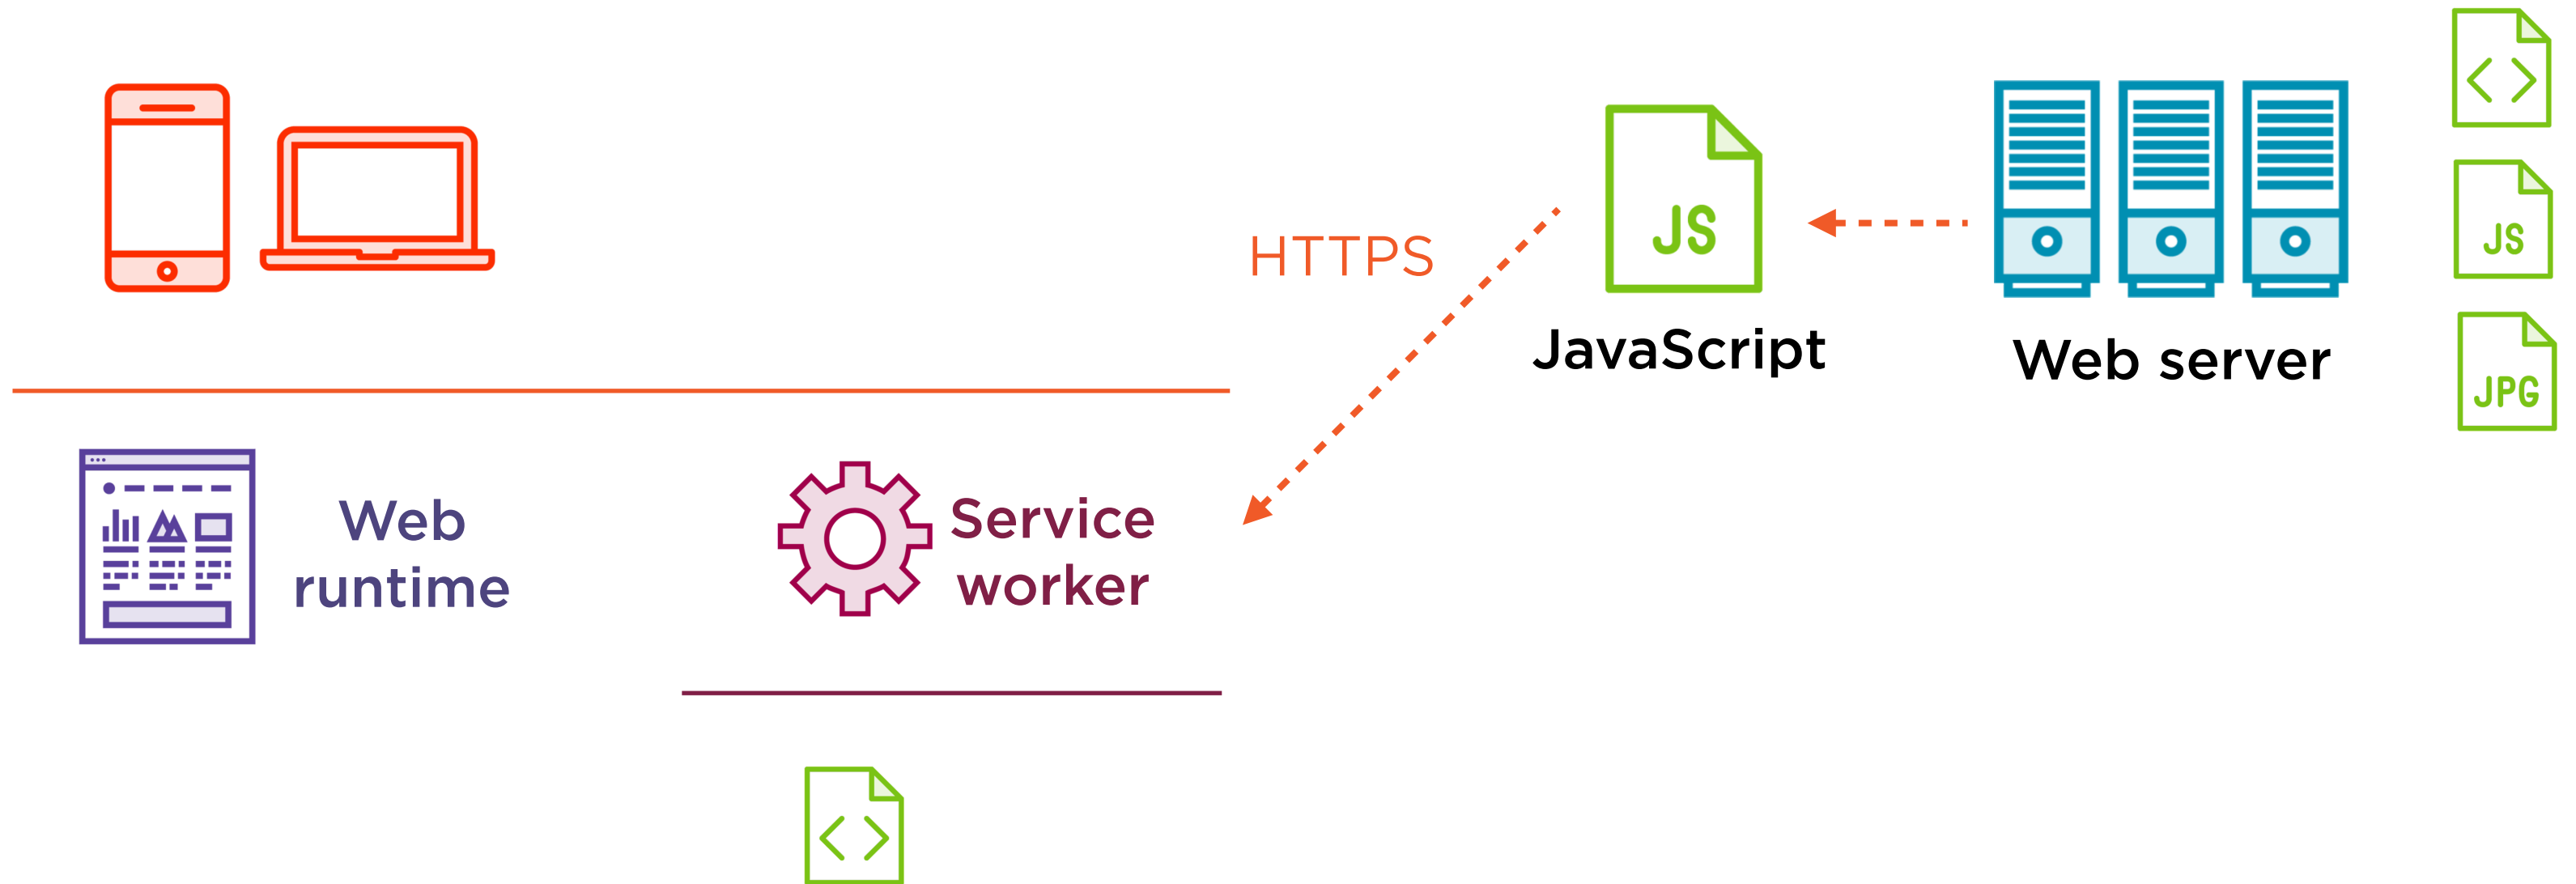 HTTPS
JS
JavaScript
Web server
JS
JPG
Web
runtime
Service
worker